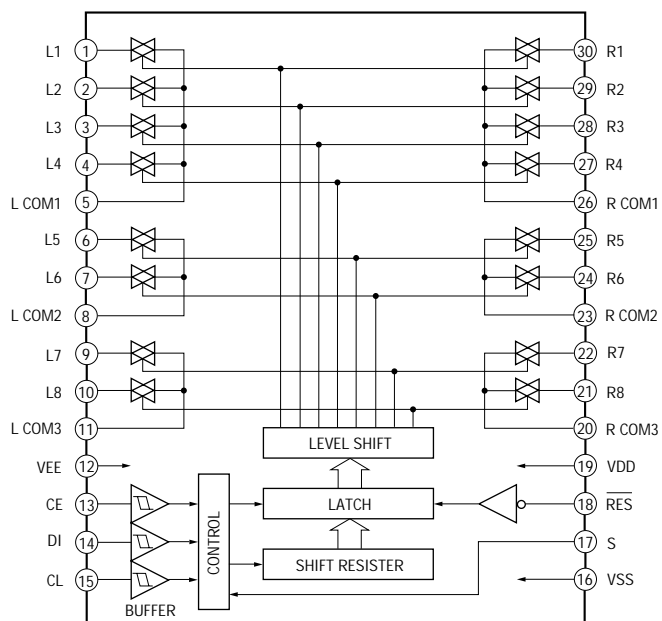 L1 1 30 R1
L2 2 29 R2
L3 3 28 R3
L4 4 27 R4
L COM1 5 26 R COM1
L5 6 25 R5
L6 7 24 R6
L COM2 8 23 R COM2
L7 9 22 R7
L8 10 21 R8
L COM3 11 20 R COM3
LEVEL SHIFT
VEE 12 19 VDD
CE 13 LATCH 18 RES
DI 14 CONTROL 17 S
CL 15 SHIFT RESISTER 16 VSS
BUFFER